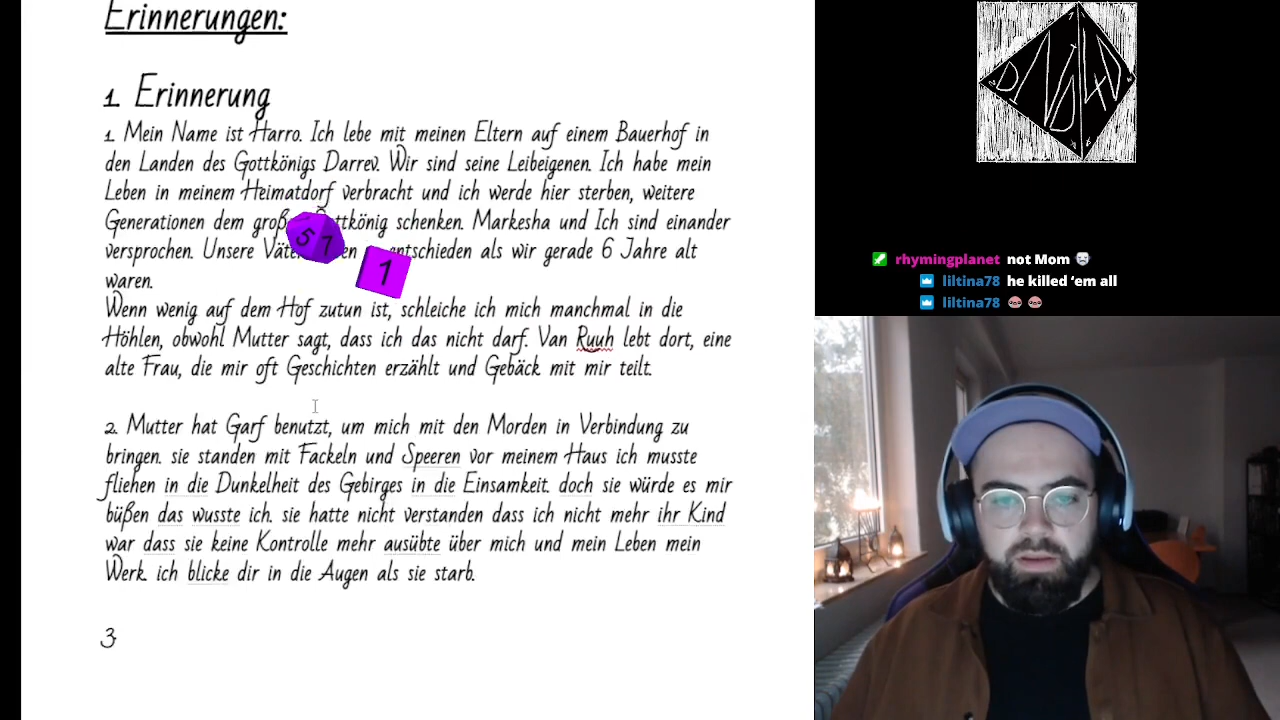 Erinnerungen:
1. Erinnerung
1. Mein Name ist Harro. Ich lebe mit meinen Eltern auf einem Bauerhof in
den Landen des Gottkönigs Darrev. Wir sind seine Leibeigenen. Ich habe mein
Leben in meinem Heimatdorf verbracht und ich werde hier sterben, weitere
Generationen dem schenken. Markesha und Ich sind einander
versprochen. Unsere als wir gerade 6 Jahre alt
waren.
Wenn wenig auf dem Hof zutun ist, schleiche ich mich manchmal in die
Höhlen, obwohl Mutter sagt, dass ich das nicht darf. Van Ruuh lebt dort, eine
alte Frau, die mir oft Geschichten erzählt und Gebäck mit mir teilt.
2. Mutter hat Garf benutzt, um mich mit den Morden in Verbindung zu
bringen. sie standen mit Fackeln und Speeren vor meinem Haus ich musste
fliehen in die Dunkelheit des Gebirges in die Einsamkeit. doch sie würde es mir
büßen das wusste ich. sie hatte nicht verstanden dass ich nicht mehr ihr Kind
war dass sie keine Kontrolle mehr ausübte über mich und mein Leben mein
Werk. ich blicke dir in die Augen als sie starb.
3
5 7
1
rhymingplanet not Mom
liltina78 he killed ‘em all
liltina78